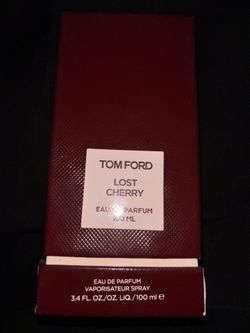 TOM FORD
LOST
CHERRY
EAU DE PARFUM
100 ML
EAU DE PARFUM
VAPORISATEUR SPRAY
3.4 FL. OZ./OZ. LIQ./100 ml ℮